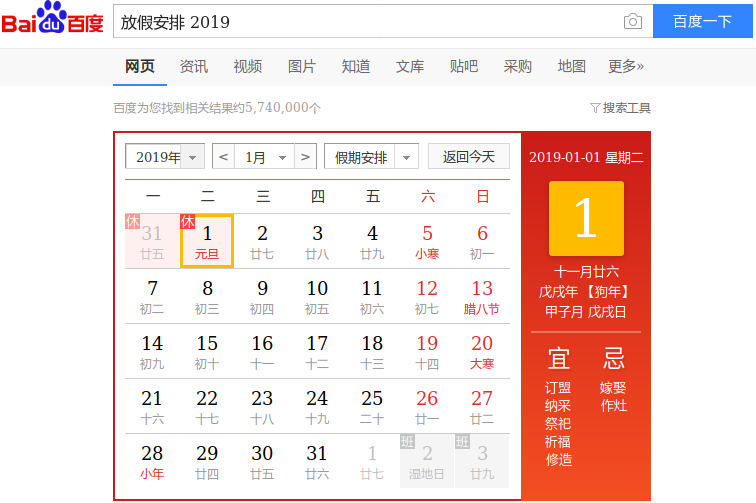 Bai du 百度 放假安排 2019 百度一下
网页 资讯 视频 图片 知道 文库 贴吧 采购 地图 更多»
百度为您找到相关结果约5,740,000个 搜索工具
2019年 < 1月 > 假期安排 返回今天
一 二 三 四 五 六 日
休 休
31 1 2 3 4 5 6
廿五 元旦 廿七 廿八 廿九 小寒 初一
7 8 9 10 11 12 13
初二 初三 初四 初五 初六 初七 腊八节
14 15 16 17 18 19 20
初九 初十 十一 十二 十三 十四 大寒
21 22 23 24 25 26 27
十六 十七 十八 十九 二十 廿一 廿二
班 班
28 29 30 31 1 2 3
小年 廿四 廿五 廿六 廿七 湿地日 廿九
2019-01-01 星期二
1
十一月廿六
戊戌年 【狗年】
甲子月 戊戌日
宜 忌
订盟 嫁娶
纳采 作灶
祭祀
祈福
修造